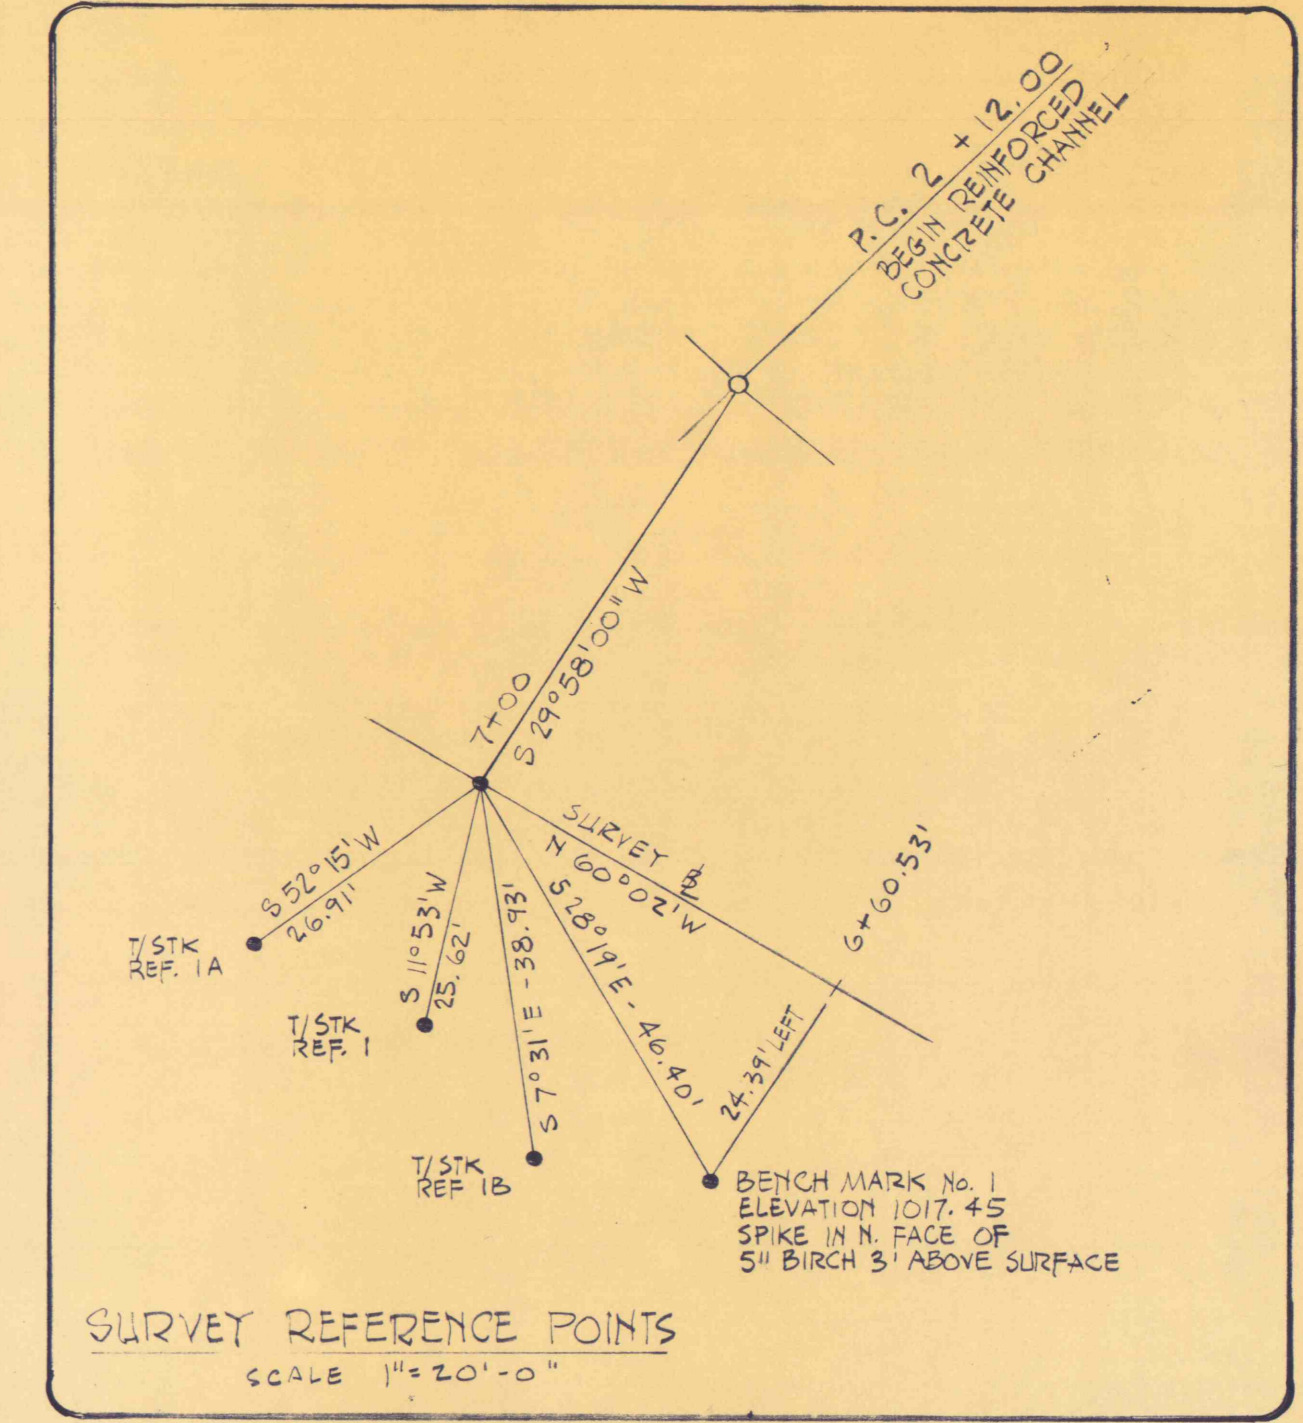 P.C. 2 + 12.00
BEGIN REINFORCED
CONCRETE CHANNEL
7+00
S 29°58'00" W
SURVEY
N 60°02'W
6+60.53'
S 52°15'W
26.91'
T/STK
REF. 1A
S 11°53'W
25.62'
T/STK
REF. 1
S 7°31'E - 38.93'
T/STK
REF 1B
S 28°19'E - 46.40'
24.39' LEFT
BENCH MARK No. 1
ELEVATION 1017.45
SPIKE IN N. FACE OF
5" BIRCH 3' ABOVE SURFACE
SURVEY REFERENCE POINTS
SCALE 1"=20'-0"